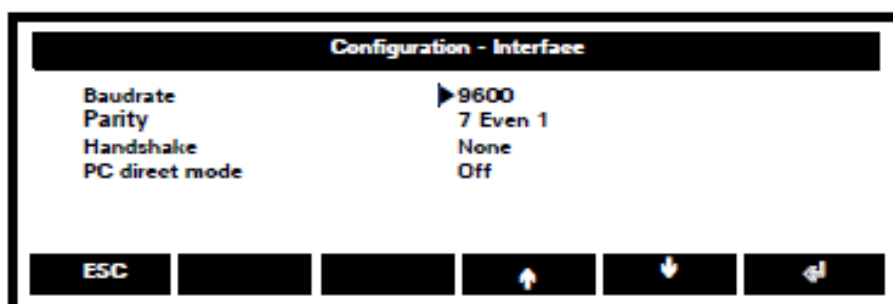 Configuration - Interfaee
Baudrate 9600
Parity 7 Even 1
Handshake None
PC direet mode Off
ESC